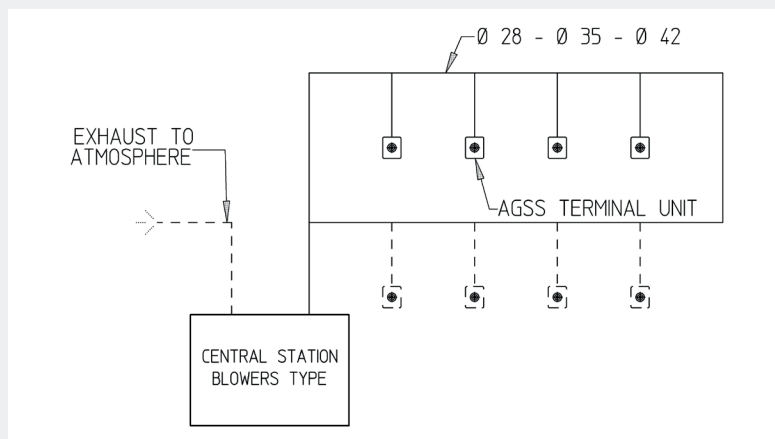 Ø 28 - Ø 35 - Ø 42
EXHAUST TO
ATMOSPHERE
AGSS TERMINAL UNIT
CENTRAL STATION
BLOWERS TYPE